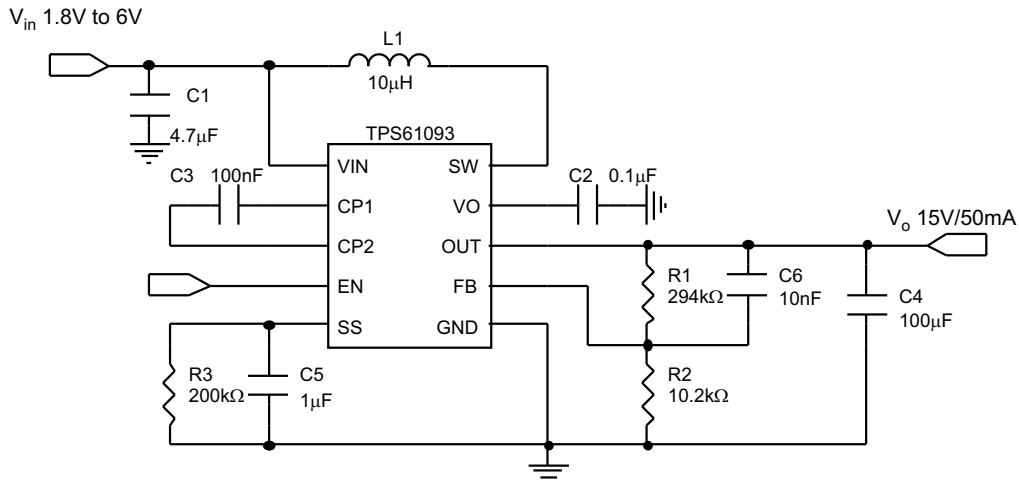 V_in 1.8V to 6V
L1
10μH
C1
4.7μF
TPS61093
VIN
SW
C3 100nF
C2 0.1μF
CP1
VO
V_o 15V/50mA
CP2
OUT
EN
FB
R1
294kΩ
C6
10nF
C4
100μF
SS
GND
R3
200kΩ
C5
1μF
R2
10.2kΩ